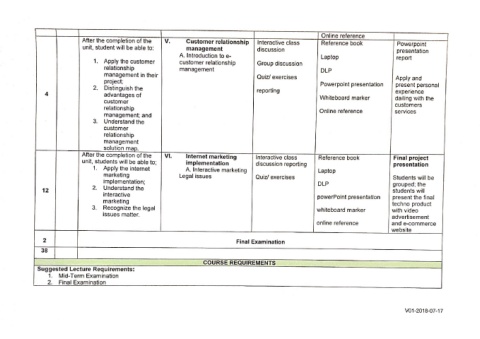 Online reference
4
After the completion of the
unit, student will be able to:
1. Apply the customer
relationship
management in their
project;
2. Distinguish the
advantages of
customer
relationship
management; and
3. Understand the
customer
relationship
management
solution map.
V. Customer relationship
management
A. Introduction to e-
customer relationship
management
Interactive class
discussion
Group discussion
Quiz/ exercises
reporting
Reference book
Laptop
DLP
Powerpoint presentation
Whiteboard marker
Online reference
Powerpoint
presentation
report
Apply and
present personal
experience
dailing with the
customers
services
12
After the completion of the
unit, students will be able to;
1. Apply the internet
marketing
implementation;
2. Understand the
interactive
marketing
3. Recognize the legal
issues matter.
VI. Internet marketing
implementation
A. Interactive marketing
Legal issues
Interactive class
discussion reporting
Quiz/ exercises
Reference book
Laptop
DLP
powerPoint presentation
whiteboard marker
online reference
Final project
presentation
Students will be
grouped; the
students will
present the final
techno product
with video
advertisement
and e-commerce
website
2
Final Examination
38
COURSE REQUIREMENTS
Suggested Lecture Requirements:
1. Mid-Term Examination
2. Final Examination
V01-2018-07-17